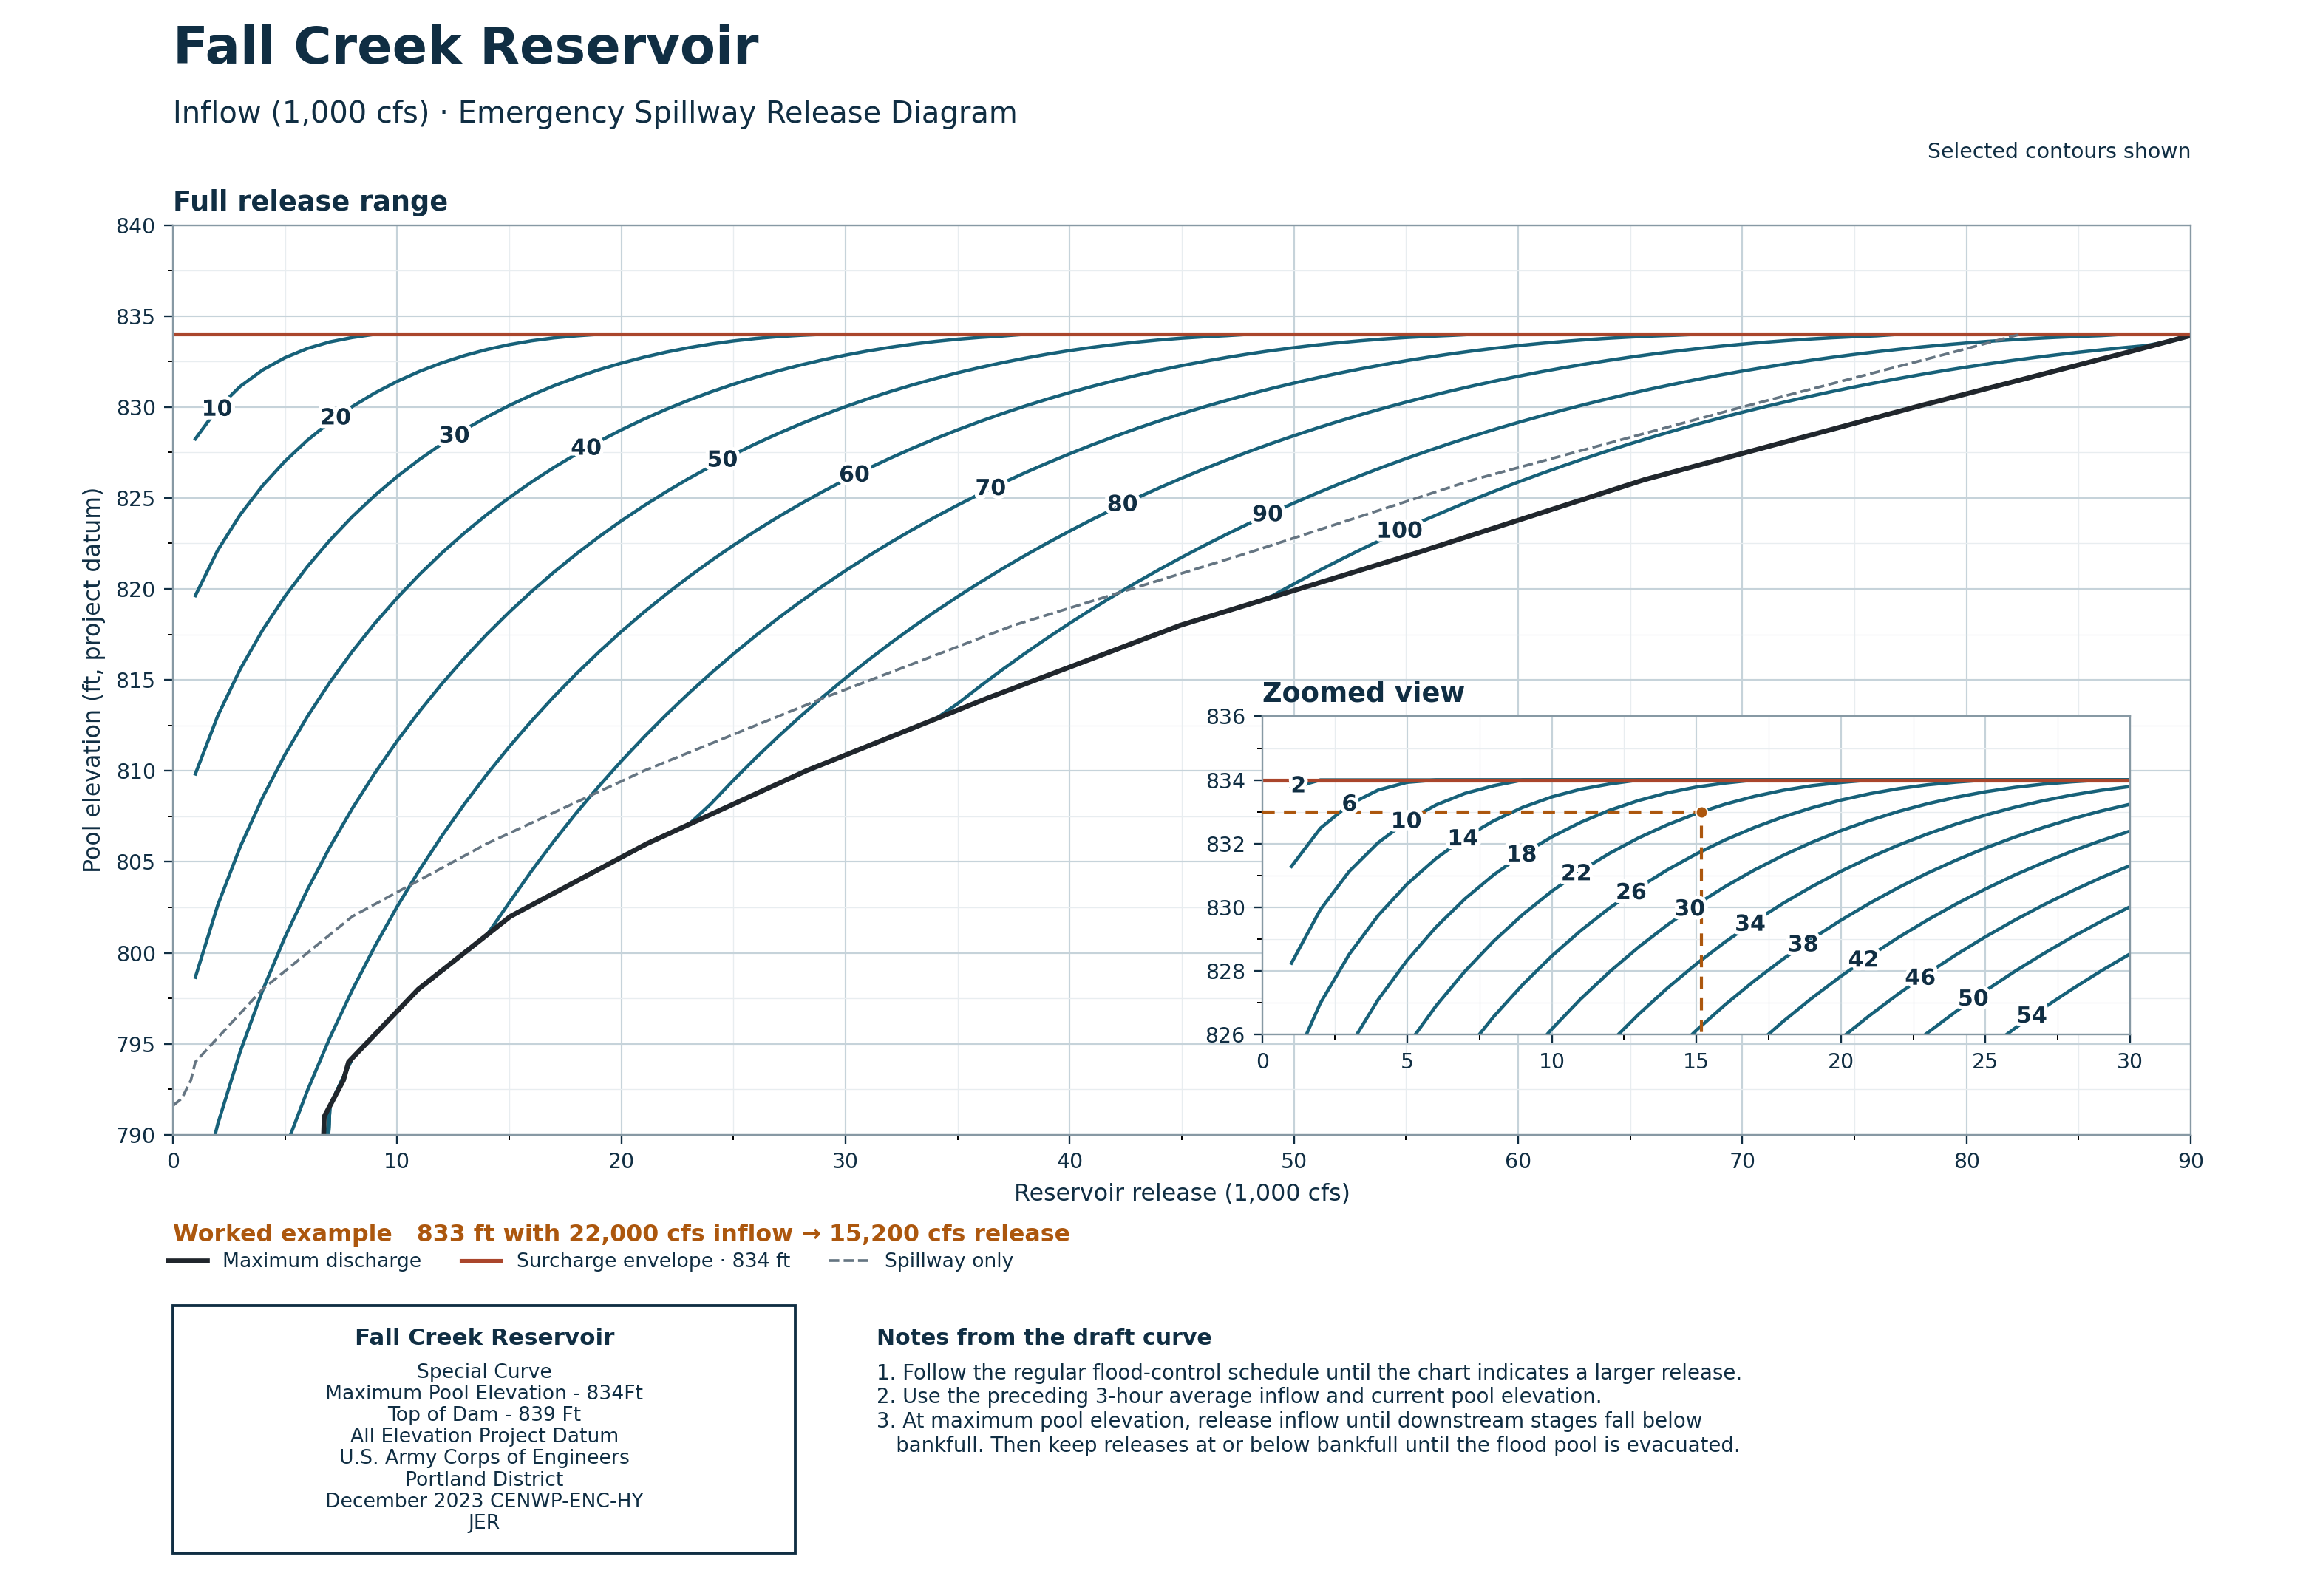 Fall Creek Reservoir
Inflow (1,000 cfs) · Emergency Spillway Release Diagram
Selected contours shown
Full release range
840
835
830
825
820
815
810
805
800
795
790
Pool elevation (ft, project datum)
10
20
30
40
50
60
70
80
90
100
Zoomed view
836
834
832
830
828
826
2
6
10
14
18
22
26
30
34
38
42
46
50
54
0
5
10
15
20
25
30
0
10
20
30
40
50
60
70
80
90
Reservoir release (1,000 cfs)
Worked example 833 ft with 22,000 cfs inflow → 15,200 cfs release
Maximum discharge
Surcharge envelope · 834 ft
Spillway only
Fall Creek Reservoir
Special Curve
Maximum Pool Elevation - 834Ft
Top of Dam - 839 Ft
All Elevation Project Datum
U.S. Army Corps of Engineers
Portland District
December 2023 CENWP-ENC-HY
JER
Notes from the draft curve
1. Follow the regular flood-control schedule until the chart indicates a larger release.
2. Use the preceding 3-hour average inflow and current pool elevation.
3. At maximum pool elevation, release inflow until downstream stages fall below
bankfull. Then keep releases at or below bankfull until the flood pool is evacuated.